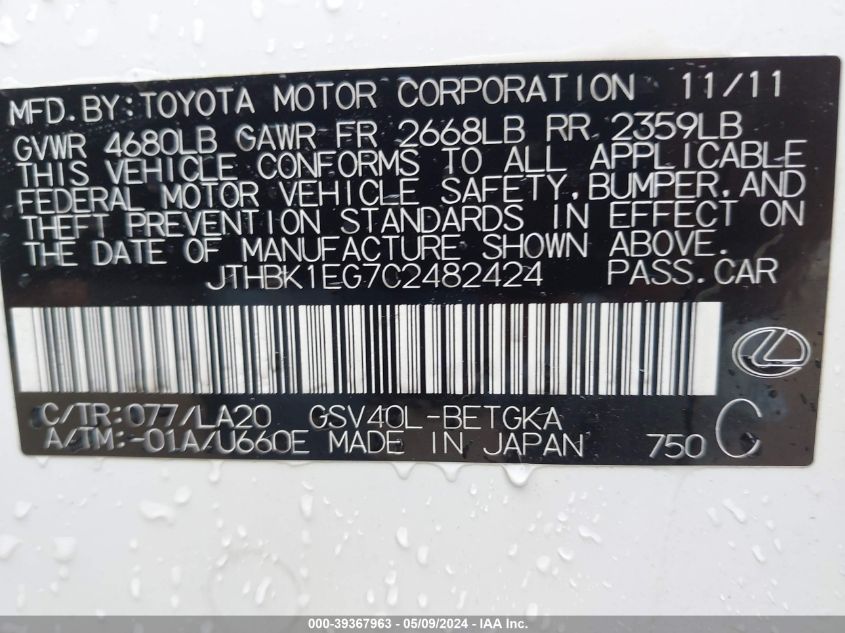 MFD. BY: TOYOTA MOTOR CORPORATION 11/11
GVWR 4680LB GAWR FR 2668LB RR 2359LB
THIS VEHICLE CONFORMS TO ALL APPLICABLE
FEDERAL MOTOR VEHICLE SAFETY, BUMPER, AND
THEFT PREVENTION STANDARDS IN EFFECT ON
THE DATE OF MANUFACTURE SHOWN ABOVE.
JTHBK1EG7C2482424 PASS. CAR
C/TR: 077/LA20 GSV40L-BETGKA
A/TM: -01A/U660E MADE IN JAPAN 750 C
000-39367963 - 05/09/2024 - IAA Inc.